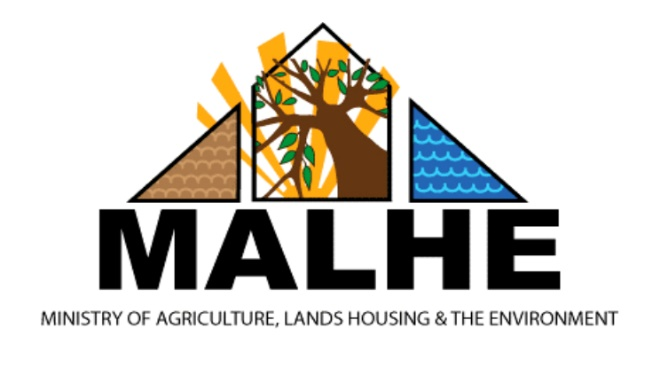 MALHE
MINISTRY OF AGRICULTURE, LANDS HOUSING & THE ENVIRONMENT